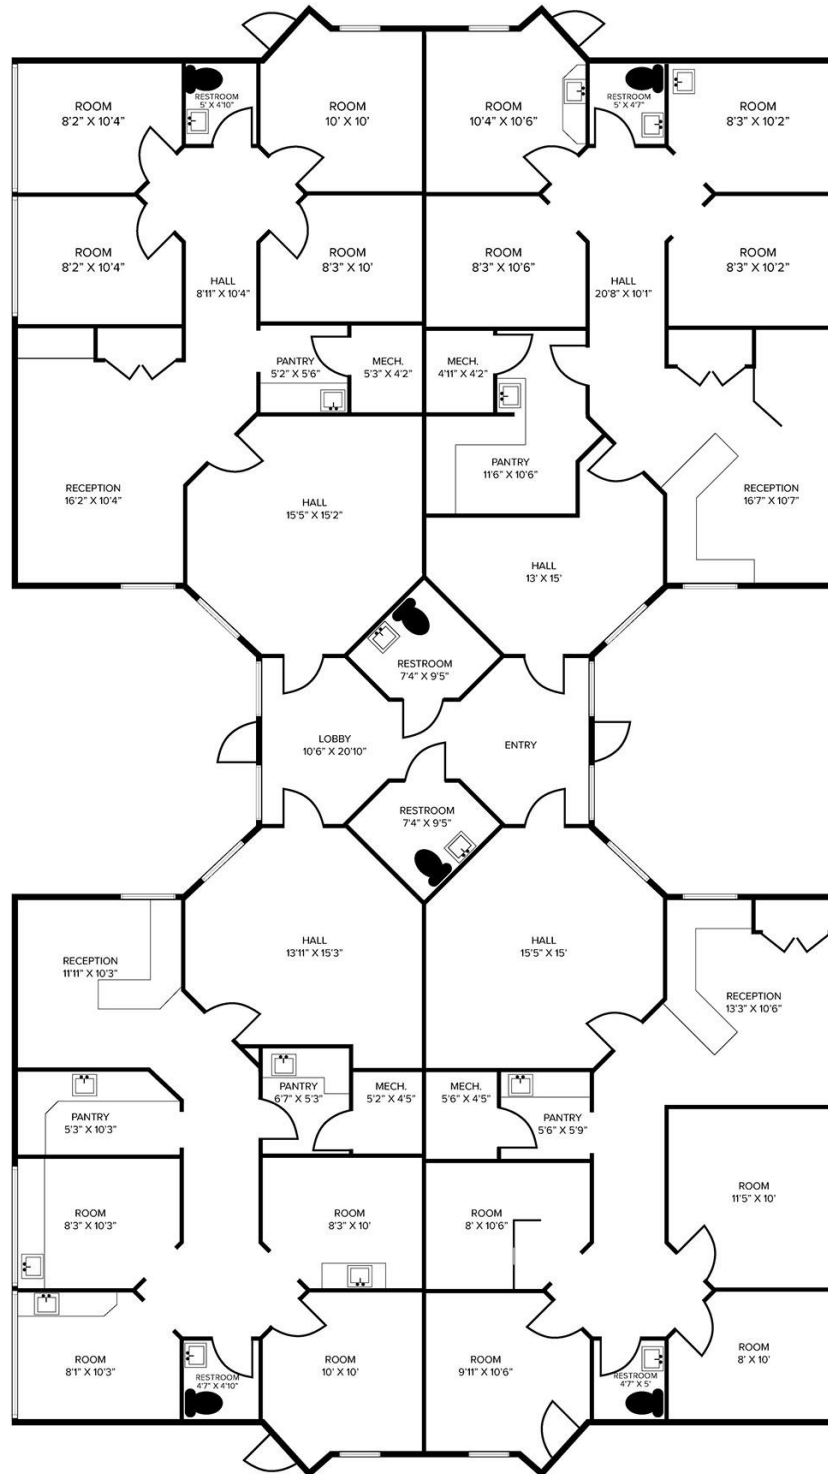 RESTROOM
5' X 4'10"
RESTROOM
5' X 4'7"
ROOM
8'2" X 10'4"
ROOM
10' X 10'
ROOM
10'4" X 10'6"
ROOM
8'3" X 10'2"
ROOM
8'2" X 10'4"
HALL
8'11" X 10'4"
ROOM
8'3" X 10'
ROOM
8'3" X 10'6"
HALL
20'8" X 10'1"
ROOM
8'3" X 10'2"
PANTRY
5'2" X 5'6"
MECH.
5'3" X 4'2"
MECH.
4'11" X 4'2"
PANTRY
11'6" X 10'6"
RECEPTION
16'2" X 10'4"
HALL
15'5" X 15'2"
RECEPTION
16'7" X 10'7"
HALL
13' X 15'
RESTROOM
7'4" X 9'5"
LOBBY
10'6" X 20'10"
ENTRY
RESTROOM
7'4" X 9'5"
RECEPTION
11'11" X 10'3"
HALL
13'11" X 15'3"
HALL
15'5" X 15'
RECEPTION
13'3" X 10'6"
PANTRY
5'3" X 10'3"
PANTRY
6'7" X 5'3"
MECH.
5'2" X 4'5"
MECH.
5'6" X 4'5"
PANTRY
5'6" X 5'9"
ROOM
8'3" X 10'3"
ROOM
8'3" X 10'
ROOM
8' X 10'6"
ROOM
11'5" X 10'
ROOM
8'1" X 10'3"
RESTROOM
4'7" X 4'10"
ROOM
10' X 10'
ROOM
9'11" X 10'6"
RESTROOM
4'7" X 5'
ROOM
8' X 10'